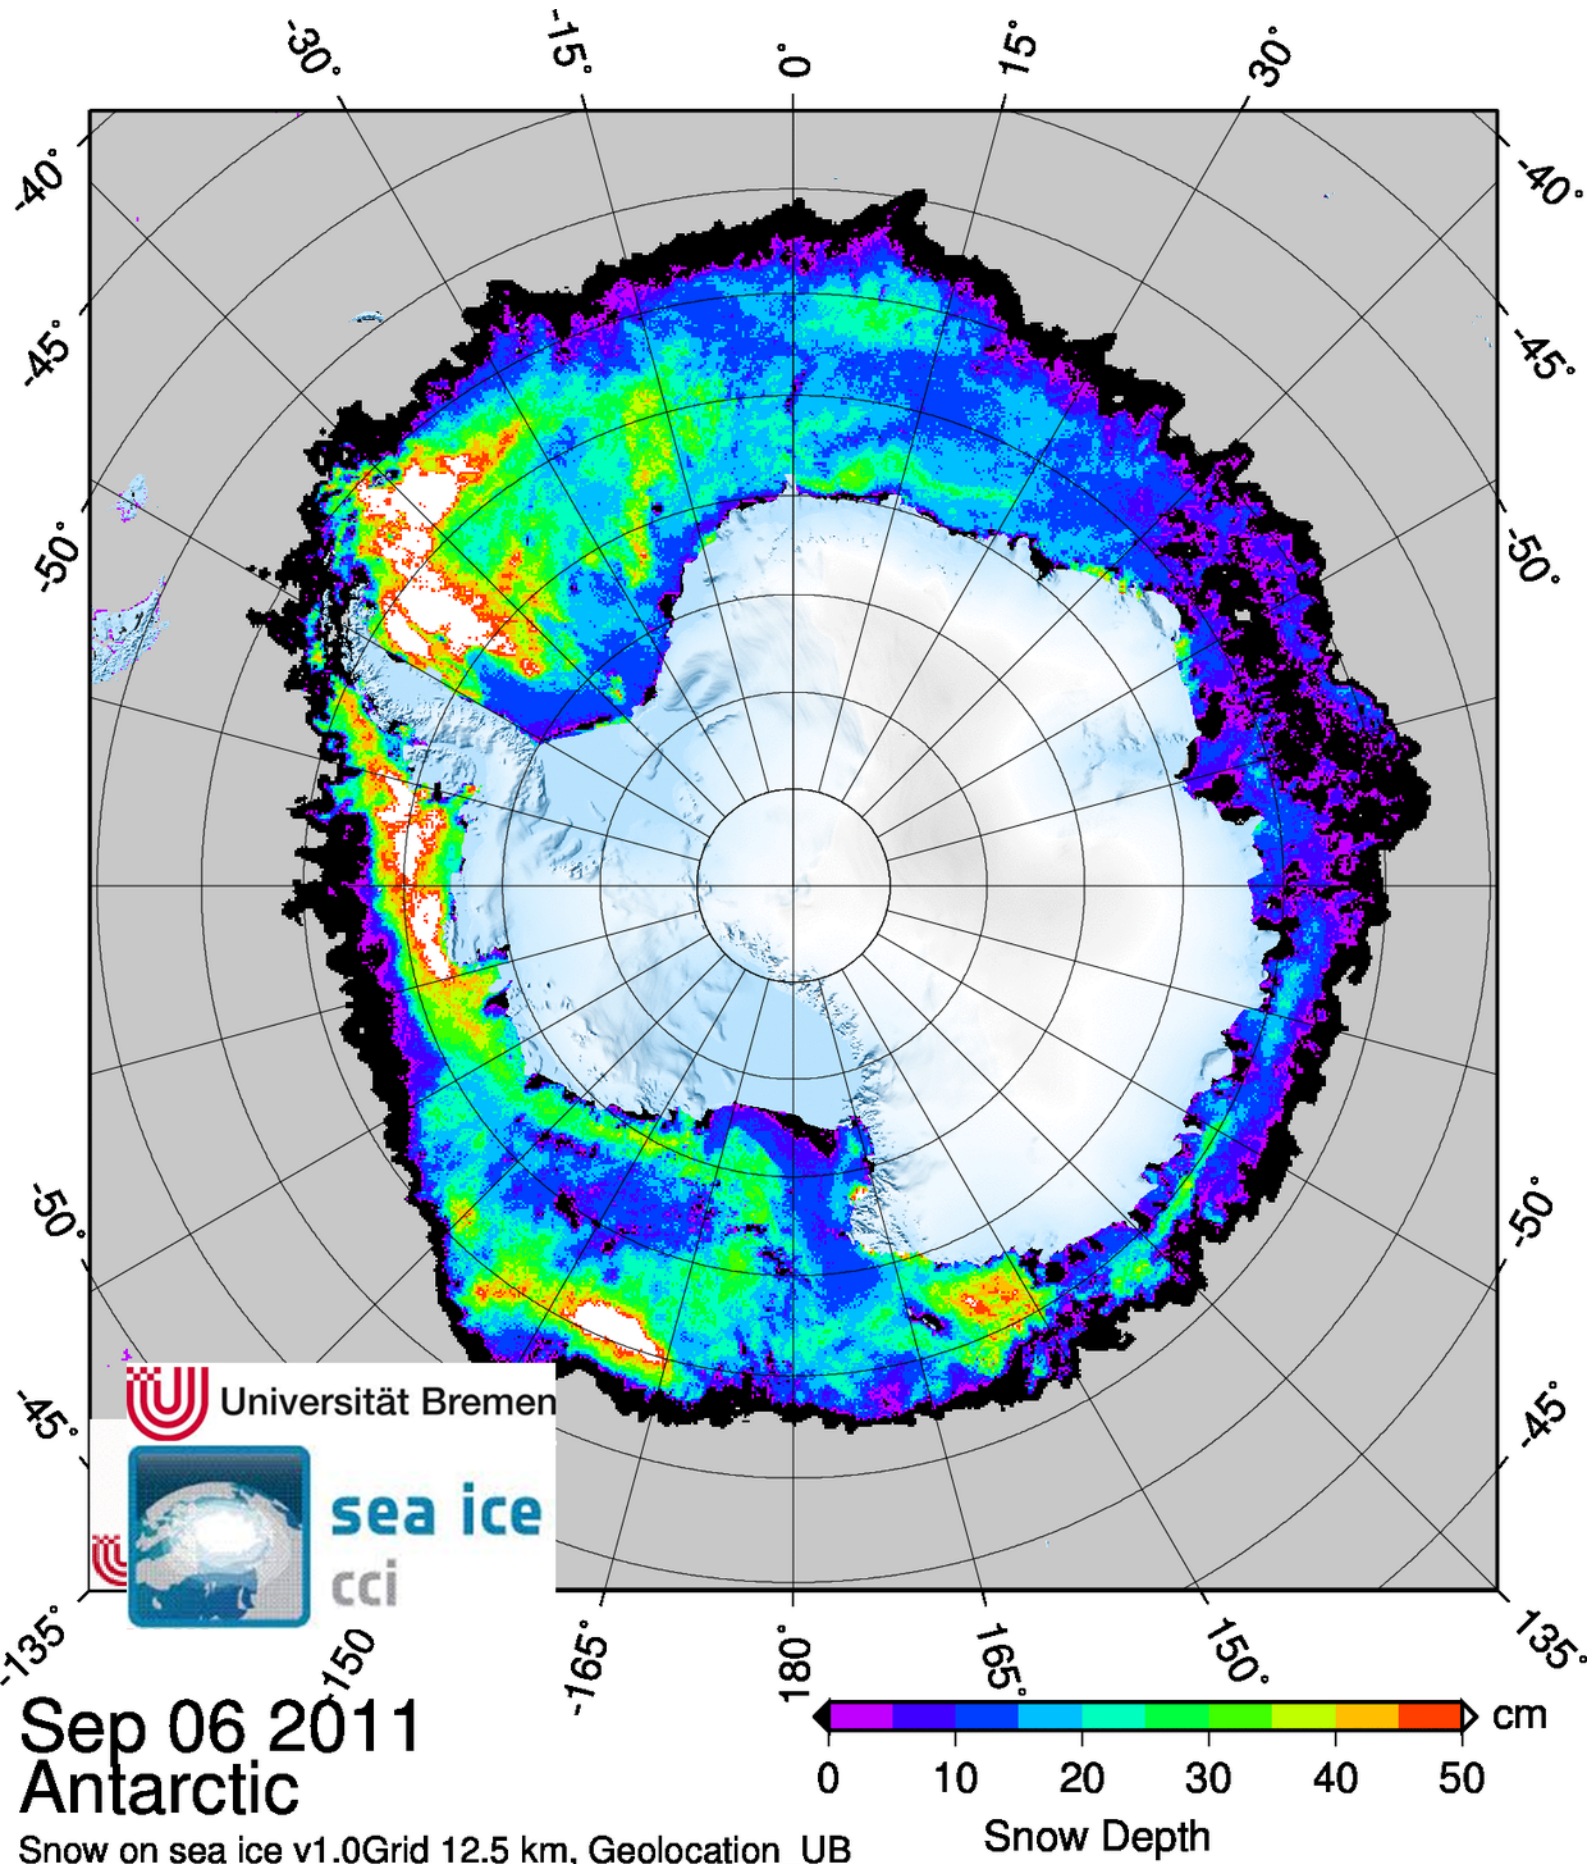 -30°
-15°
0°
15°
30°
-40°
-40°
-45°
-45°
-50°
-50°
-50°
-50°
-45°
-45°
Universität Bremen
sea ice
cci
-135°
-150
-165°
180°
165°
150°
135°
Sep 06 2011
Antarctic
Snow on sea ice v1.0Grid 12.5 km, Geolocation UB
cm
0 10 20 30 40 50
Snow Depth